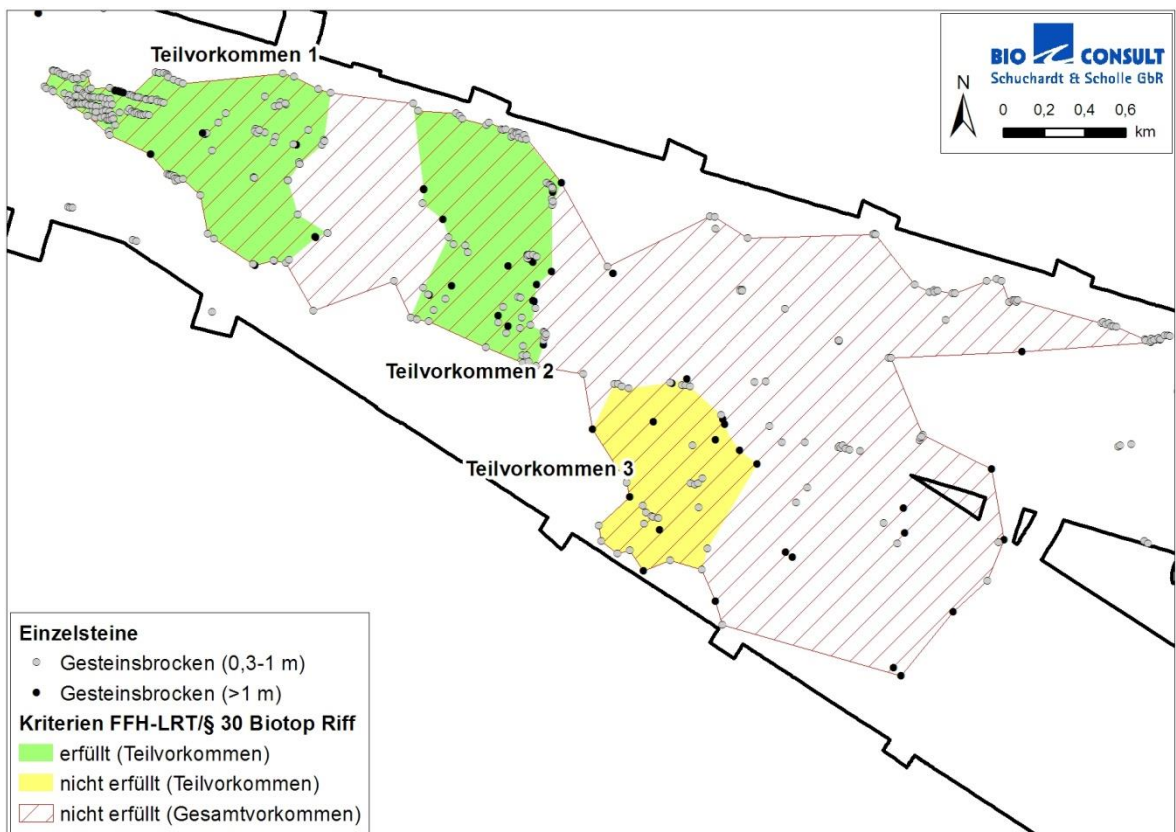 Teilvorkommen 1
BIO CONSULT
Schuchardt & Scholle GbR
N
0 0,2 0,4 0,6
km
Teilvorkommen 2
Teilvorkommen 3
Einzelsteine
Gesteinsbrocken (0,3-1 m)
Gesteinsbrocken (>1 m)
Kriterien FFH-LRT/§ 30 Biotop Riff
erfüllt (Teilvorkommen)
nicht erfüllt (Teilvorkommen)
nicht erfüllt (Gesamtvorkommen)